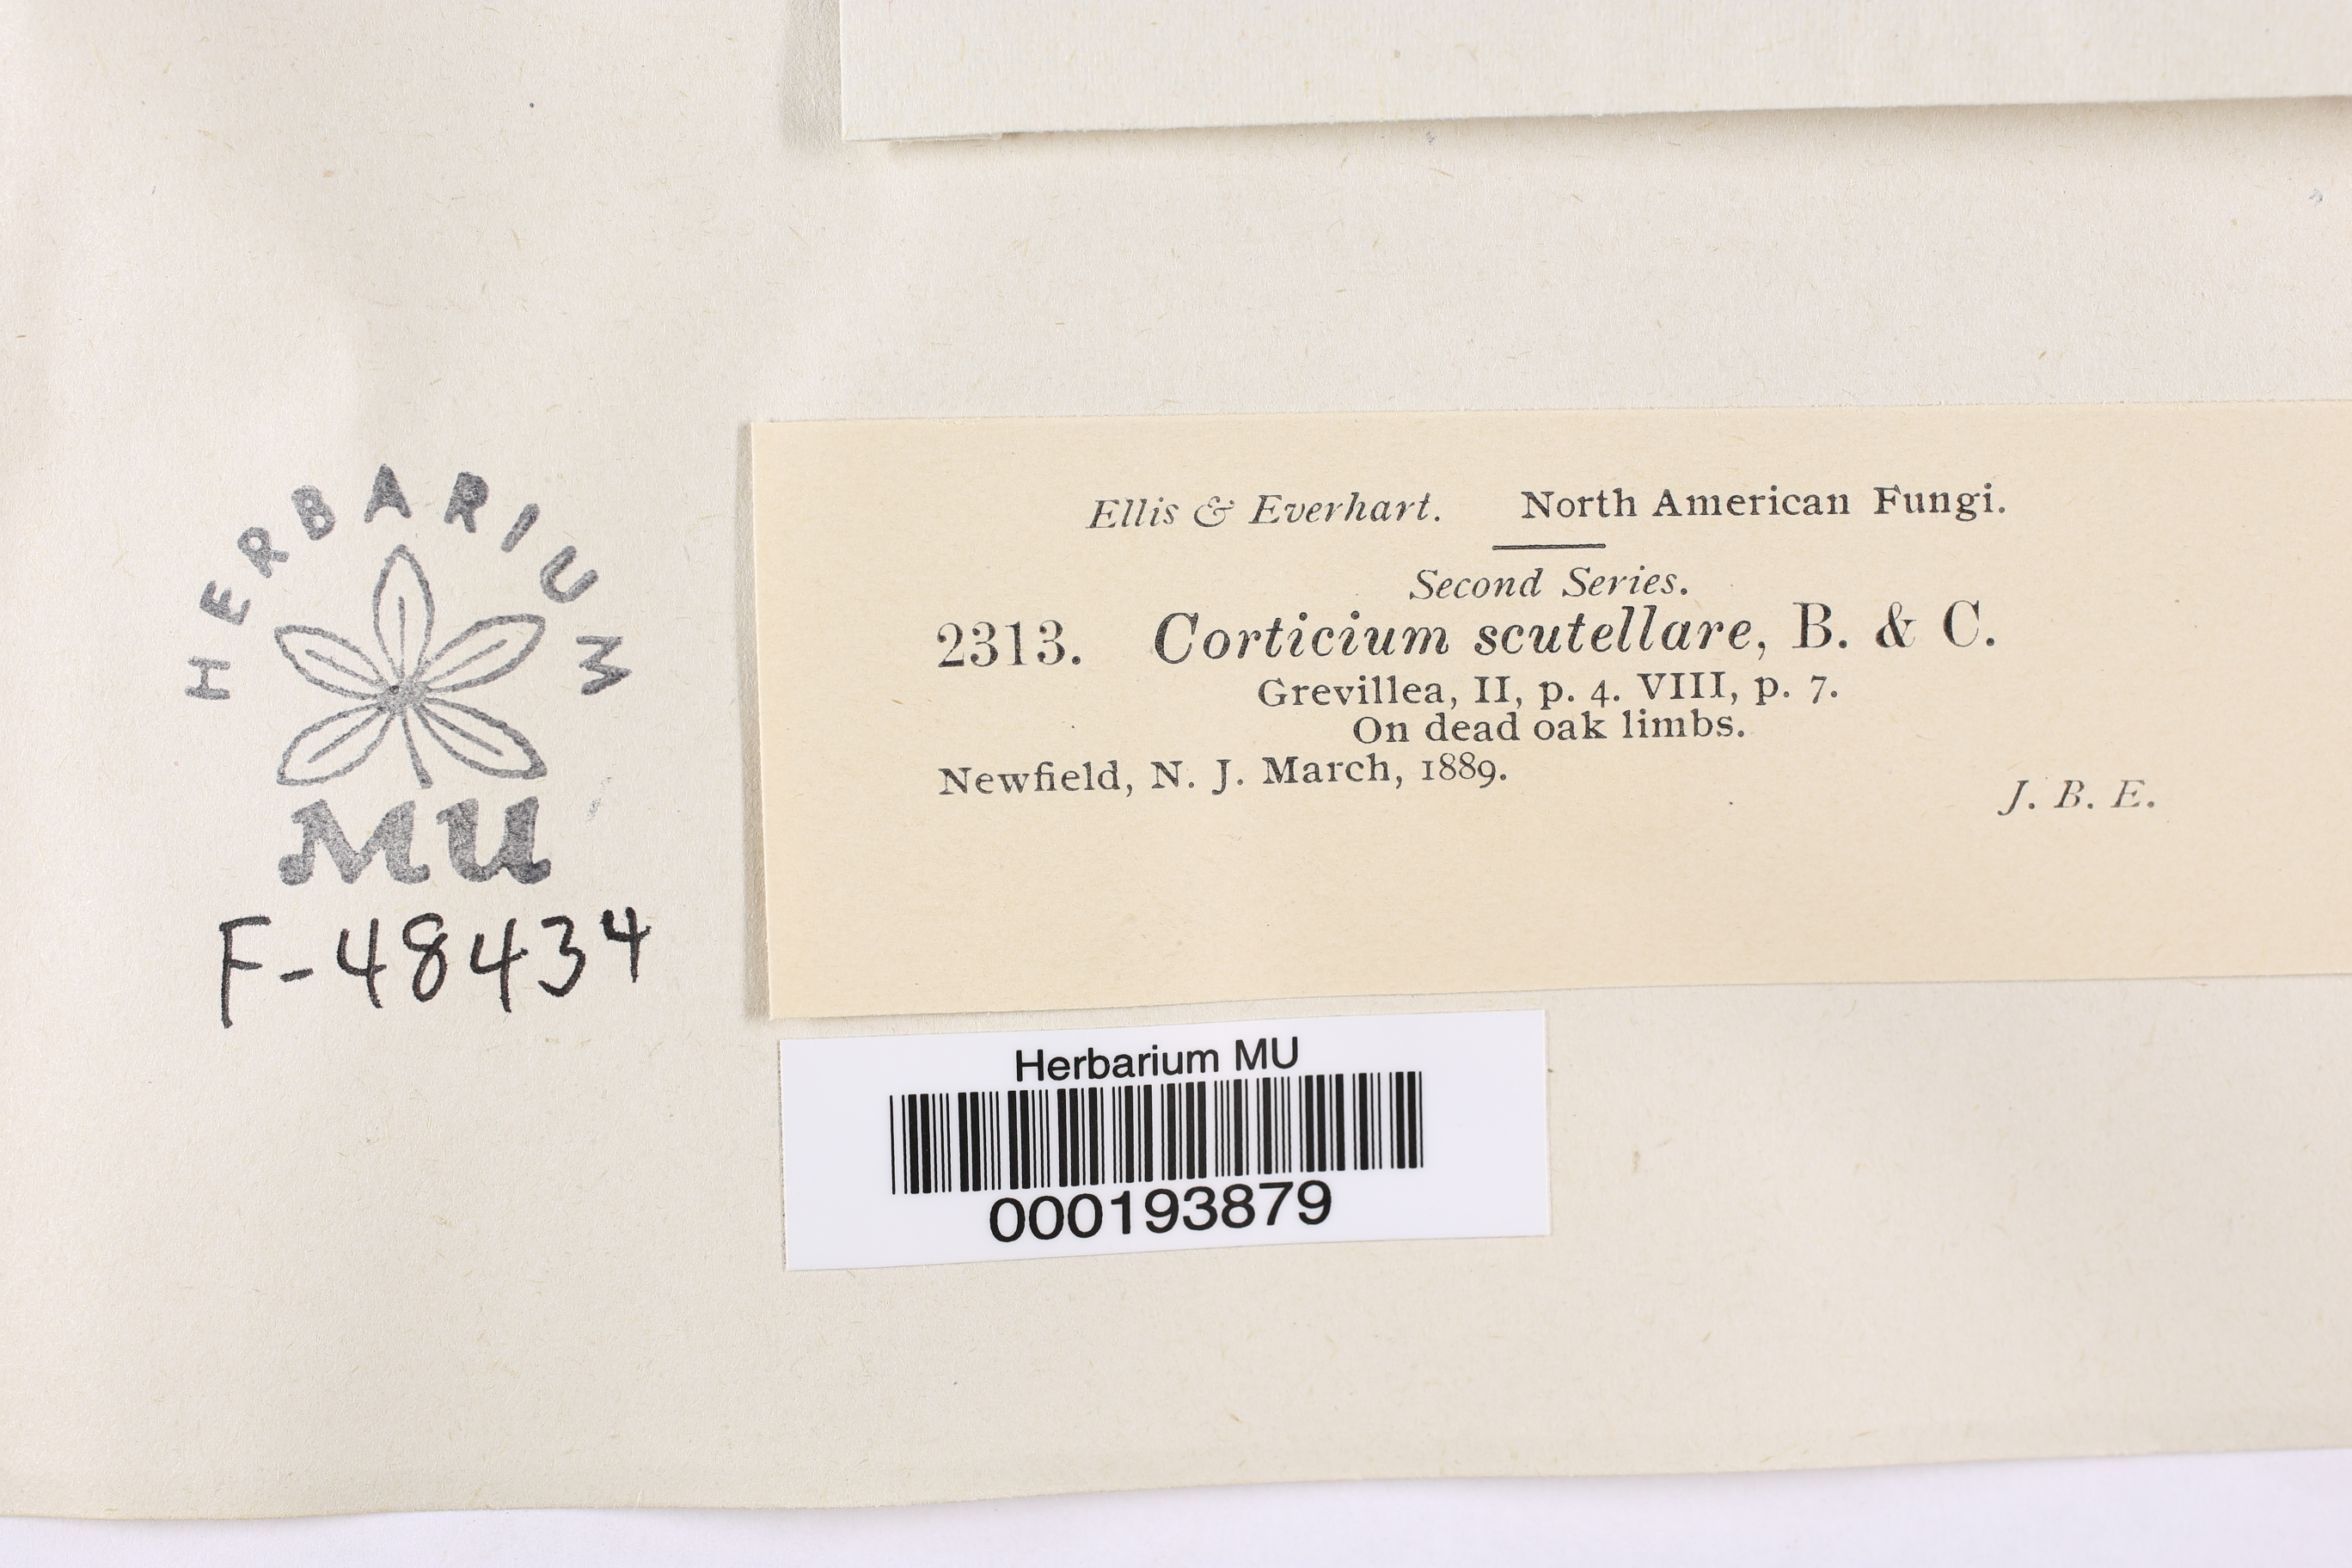 HERBARIUM
MU
F-48434
Ellis & Everhart. North American Fungi.
Second Series.
2313. Corticium scutellare, B. & C.
Grevillea, II, p. 4. VIII, p. 7.
On dead oak limbs.
Newfield, N. J. March, 1889.
J. B. E.
Herbarium MU
000193879